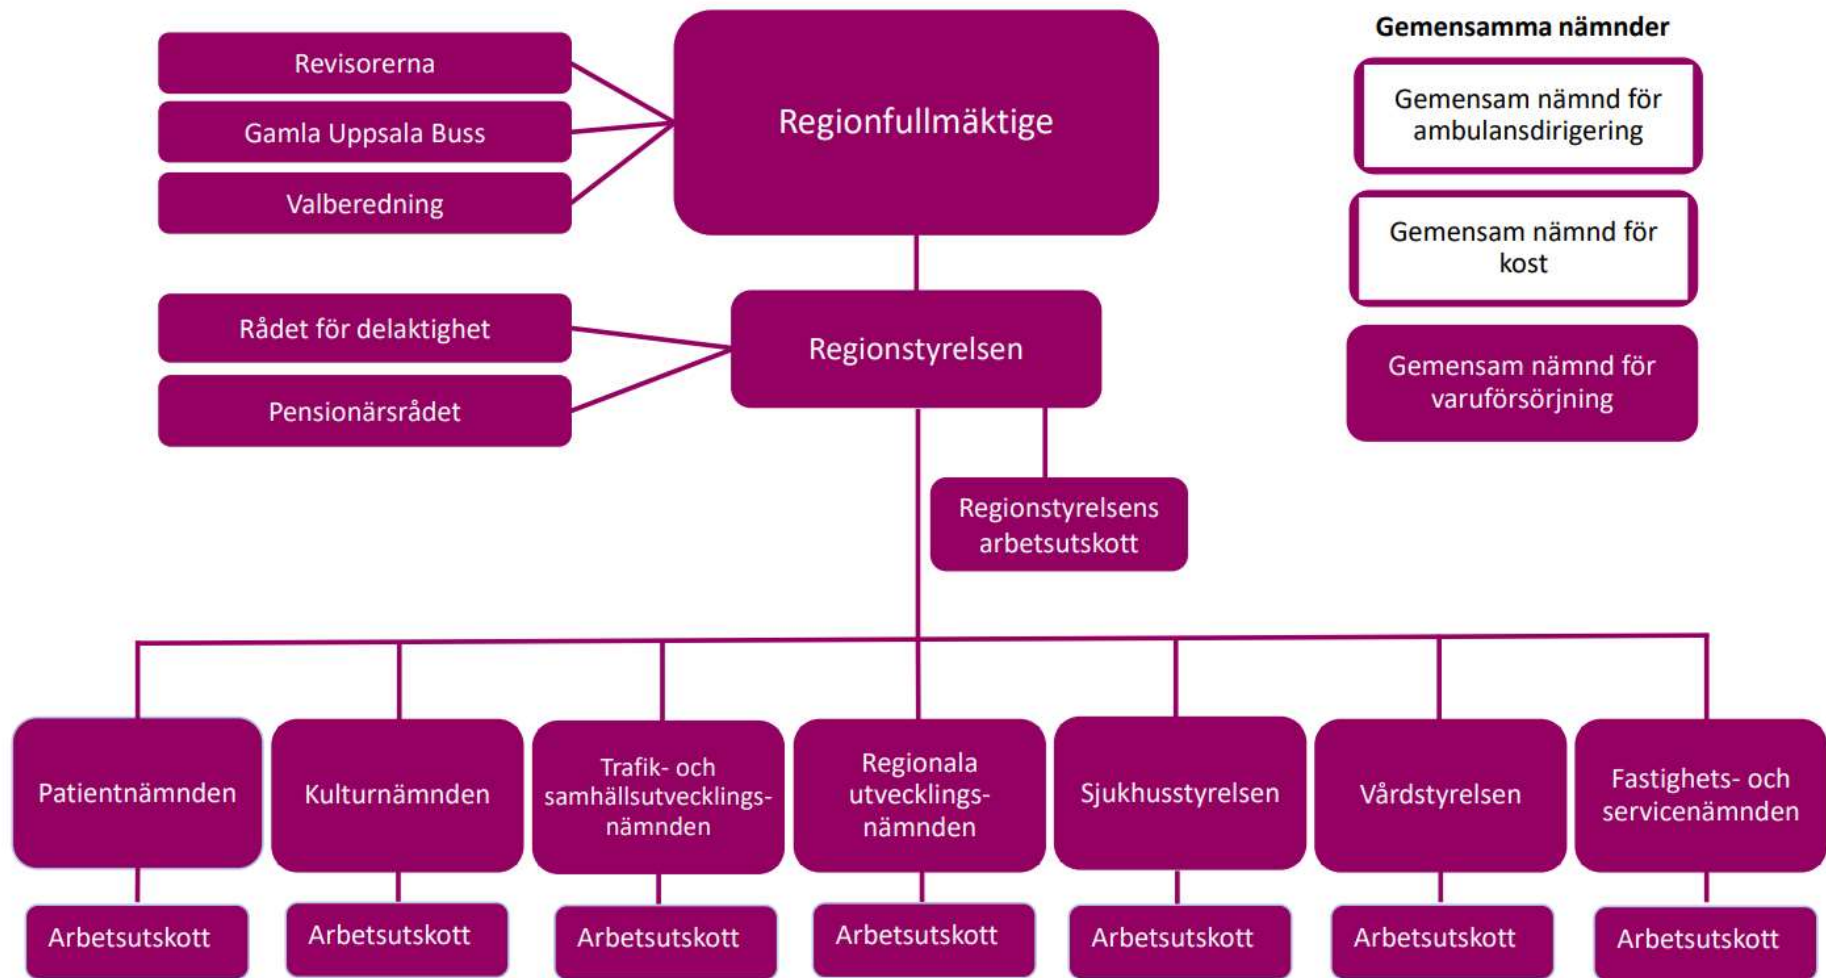 Revisorerna
Gamla Uppsala Buss
Valberedning
Regionfullmäktige
Gemensamma nämnder
Gemensam nämnd för
ambulansdirigering
Gemensam nämnd för
kost
Gemensam nämnd för
varuförsörjning
Rådet för delaktighet
Pensionärsrådet
Regionstyrelsen
Regionstyrelsens
arbetsutskott
Patientnämnden
Kulturnämnden
Trafik- och
samhällsutvecklings-
nämnden
Regionala
utvecklings-
nämnden
Sjukhusstyrelsen
Vårdstyrelsen
Fastighets- och
servicenämnden
Arbetsutskott
Arbetsutskott
Arbetsutskott
Arbetsutskott
Arbetsutskott
Arbetsutskott
Arbetsutskott